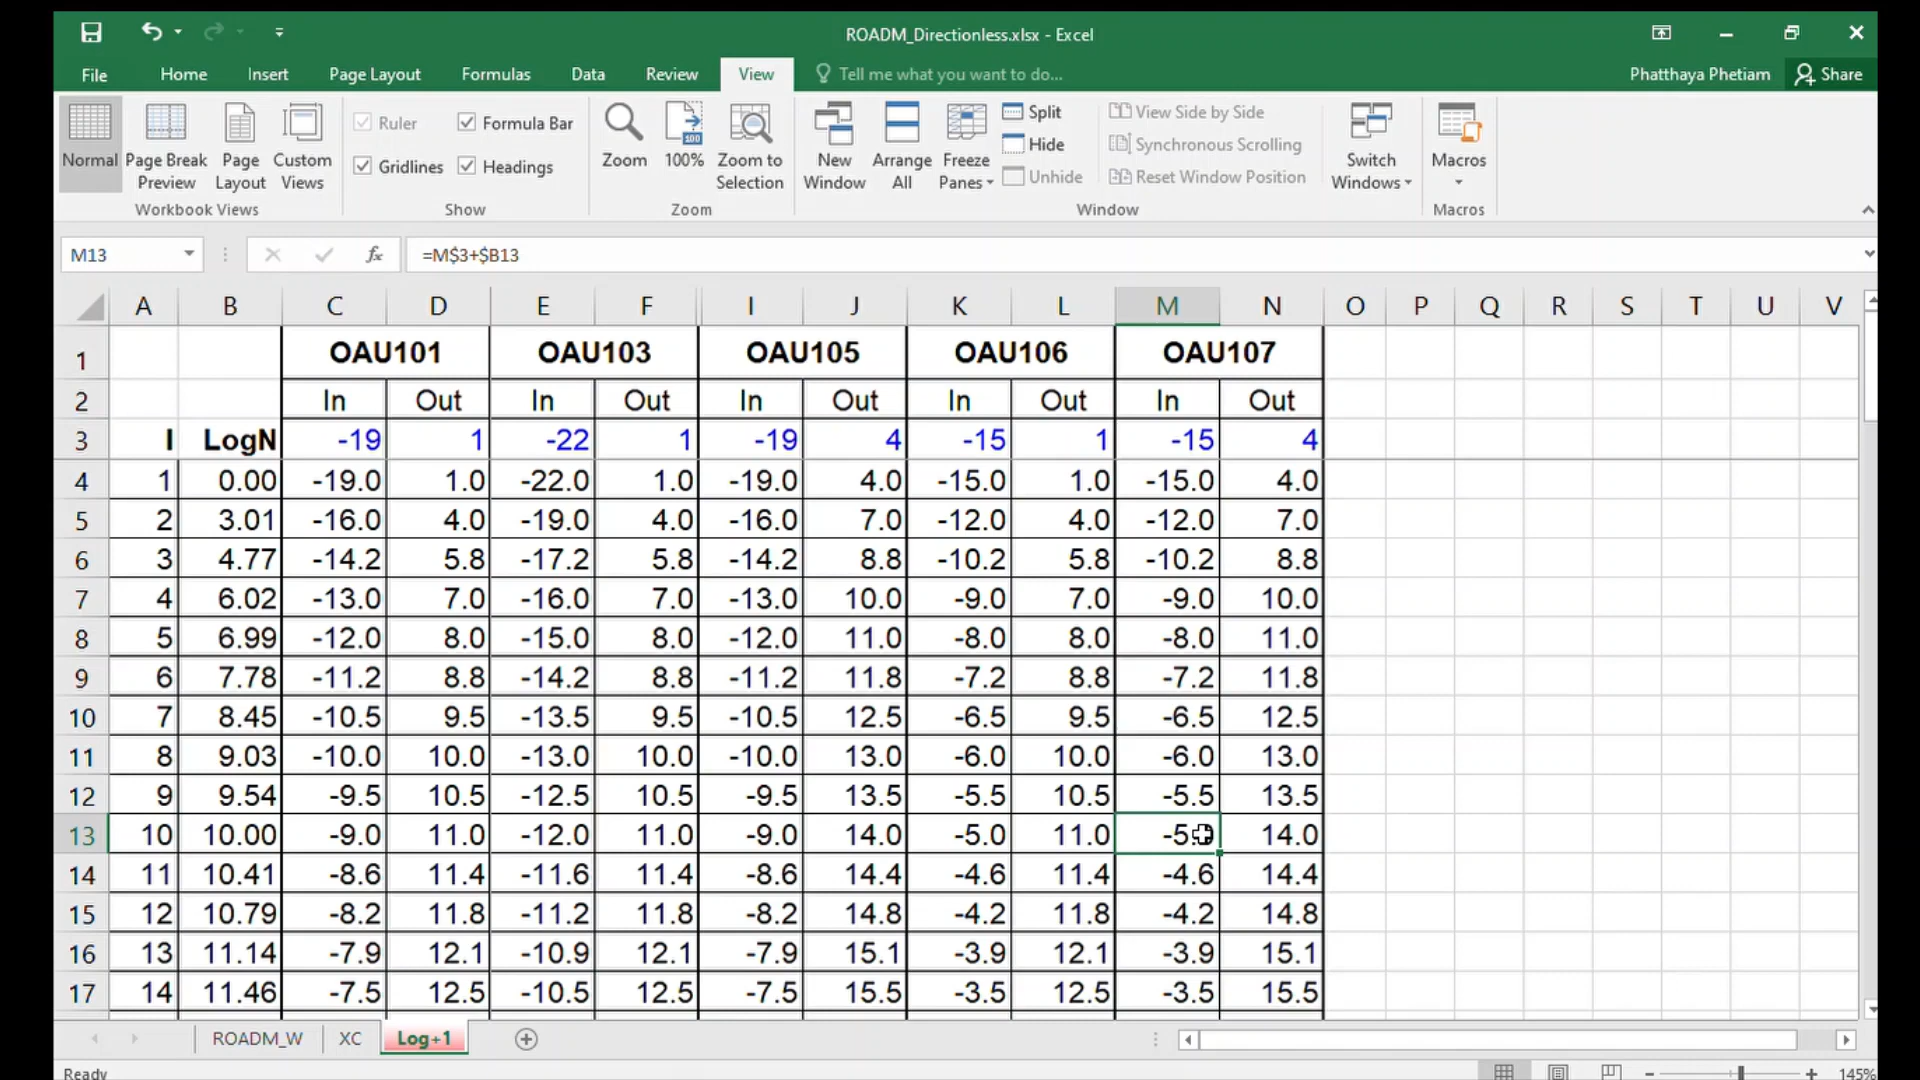 ROADM_Directionless.xlsx - Excel
File Home Insert Page Layout Formulas Data Review View Tell me what you want to do... Phatthaya Phetiam Share
Normal
Page Break Preview
Page Layout
Custom Views
Workbook Views
Ruler
Formula Bar
Gridlines
Headings
Show
Zoom
100%
100
Zoom to Selection
Zoom
New Window
Arrange All
Freeze Panes
Split
Hide
Unhide
View Side by Side
Synchronous Scrolling
Reset Window Position
Switch Windows
Window
Macros
Macros
M13 fx =M$3+$B13
A B C D E F I J K L M N O P Q R S T U V
1 OAU101 OAU103 OAU105 OAU106 OAU107
2 In Out In Out In Out In Out In Out
3 I LogN -19 1 -22 1 -19 4 -15 1 -15 4
4 1 0.00 -19.0 1.0 -22.0 1.0 -19.0 4.0 -15.0 1.0 -15.0 4.0
5 2 3.01 -16.0 4.0 -19.0 4.0 -16.0 7.0 -12.0 4.0 -12.0 7.0
6 3 4.77 -14.2 5.8 -17.2 5.8 -14.2 8.8 -10.2 5.8 -10.2 8.8
7 4 6.02 -13.0 7.0 -16.0 7.0 -13.0 10.0 -9.0 7.0 -9.0 10.0
8 5 6.99 -12.0 8.0 -15.0 8.0 -12.0 11.0 -8.0 8.0 -8.0 11.0
9 6 7.78 -11.2 8.8 -14.2 8.8 -11.2 11.8 -7.2 8.8 -7.2 11.8
10 7 8.45 -10.5 9.5 -13.5 9.5 -10.5 12.5 -6.5 9.5 -6.5 12.5
11 8 9.03 -10.0 10.0 -13.0 10.0 -10.0 13.0 -6.0 10.0 -6.0 13.0
12 9 9.54 -9.5 10.5 -12.5 10.5 -9.5 13.5 -5.5 10.5 -5.5 13.5
13 10 10.00 -9.0 11.0 -12.0 11.0 -9.0 14.0 -5.0 11.0 -5.0 14.0
14 11 10.41 -8.6 11.4 -11.6 11.4 -8.6 14.4 -4.6 11.4 -4.6 14.4
15 12 10.79 -8.2 11.8 -11.2 11.8 -8.2 14.8 -4.2 11.8 -4.2 14.8
16 13 11.14 -7.9 12.1 -10.9 12.1 -7.9 15.1 -3.9 12.1 -3.9 15.1
17 14 11.46 -7.5 12.5 -10.5 12.5 -7.5 15.5 -3.5 12.5 -3.5 15.5
ROADM_W XC Log+1
Ready 145%